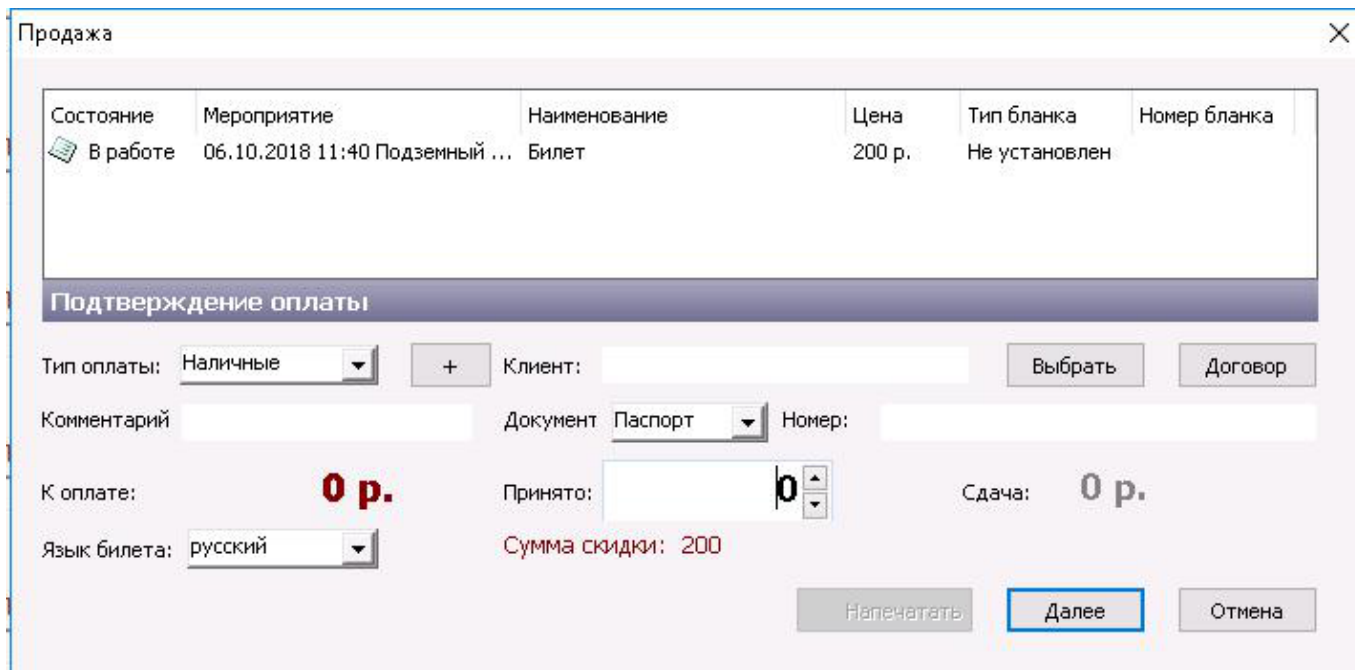 Продажа
Состояние Мероприятие Наименование Цена Тип бланка Номер бланка
В работе 06.10.2018 11:40 Подземный ... Билет 200 р. Не установлен
Подтверждение оплаты
Тип оплаты: Наличные + Клиент: Выбрать Договор
Комментарий Документ Паспорт Номер:
К оплате: 0 р. Принято: 0 Сдача: 0 р.
Язык билета: русский Сумма скидки: 200
Напечатать Далее Отмена